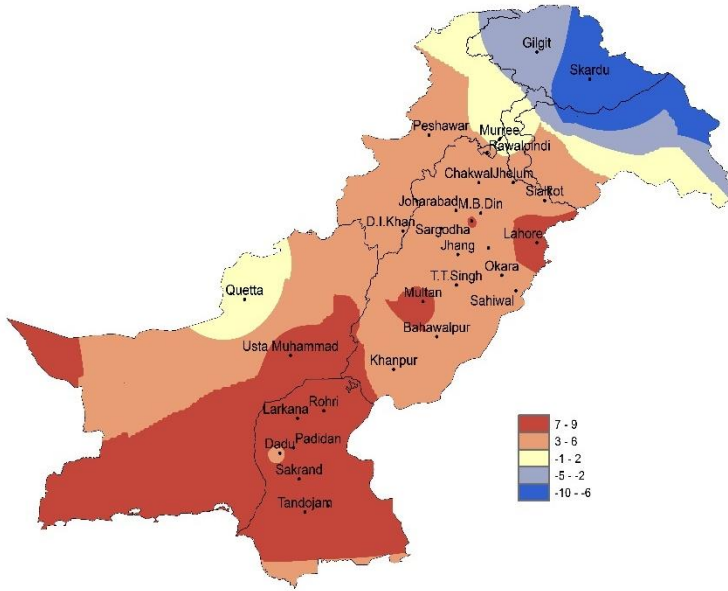 Gilgit
Skardu
Peshawar
Murree
Rawalpindi
Chakwal
Jhelum
Sialkot
Joharabad
M.B.Din
D.I.Khan
Sargodha
Lahore
Jhang
T.T.Singh
Okara
Quetta
Multan
Sahiwal
Bahawalpur
Usta Muhammad
Khanpur
Larkana
Rohri
Dadu
Padidan
Sakrand
Tandojam
7 - 9
3 - 6
-1 - 2
-5 - -2
-10 - -6